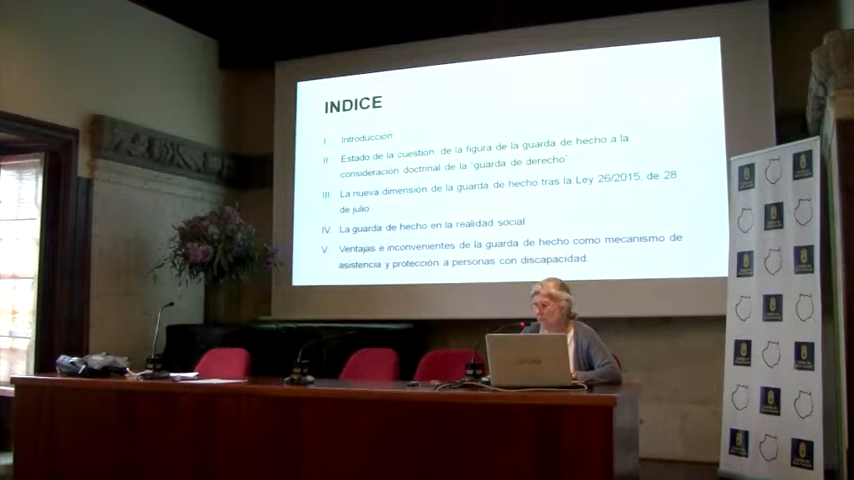 INDICE
I Introducción
II. Estado de la cuestión, de la figura de la guarda de hecho a la
consideración doctrinal de la “guarda de derecho”.
III. La nueva dimensión de la guarda de hecho tras la Ley 26/2015, de 28
de julio
IV. La guarda de hecho en la realidad social.
V. Ventajas e inconvenientes de la guarda de hecho como mecanismo de
asistencia y protección a personas con discapacidad.